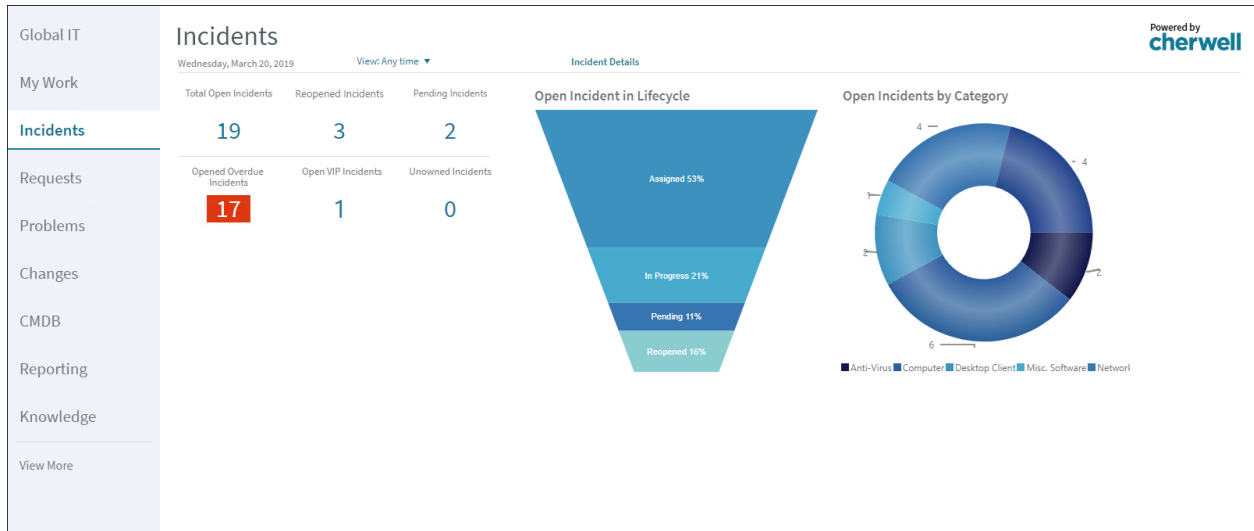 Global IT
My Work
Incidents
Requests
Problems
Changes
CMDB
Reporting
Knowledge
View More
Incidents
Wednesday, March 20, 2019
View: Any time
Incident Details
Powered by
cherwell
Total Open Incidents
19
Reopened Incidents
3
Pending Incidents
2
Opened Overdue
Incidents
17
Open VIP Incidents
1
Unowned Incidents
0
Open Incident in Lifecycle
Assigned 53%
In Progress 21%
Pending 11%
Reopened 16%
Open Incidents by Category
4
4
1
2
2
6
Anti-Virus Computer Desktop Client Misc. Software Network